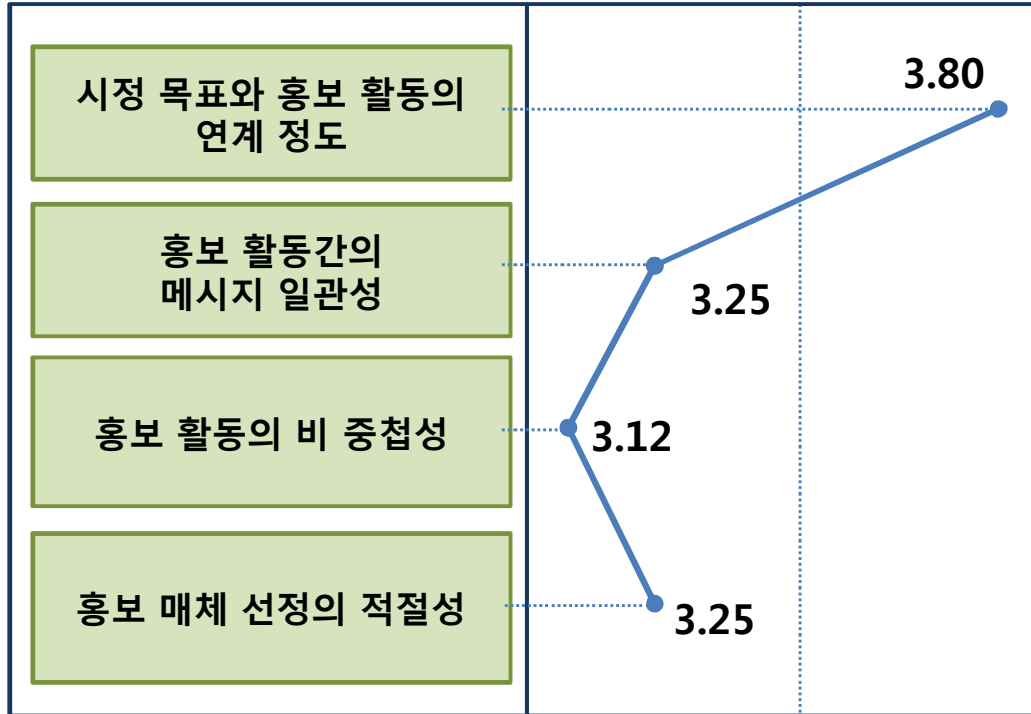 시정 목표와 홍보 활동의
연계 정도
3.80
홍보 활동간의
메시지 일관성
3.25
홍보 활동의 비 중첩성
3.12
홍보 매체 선정의 적절성
3.25